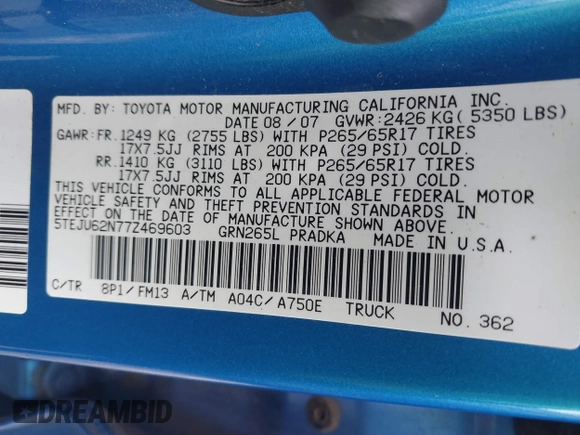 MFD. BY: TOYOTA MOTOR MANUFACTURING CALIFORNIA INC.
DATE 08/07 GVWR:2426 KG( 5350 LBS)
GAWR:FR.1249 KG (2755 LBS) WITH P265/65R17 TIRES
17X7.5JJ RIMS AT 200 KPA (29 PSI) COLD.
RR.1410 KG (3110 LBS) WITH P265/65R17 TIRES
17X7.5JJ RIMS AT 200 KPA (29 PSI) COLD.
THIS VEHICLE CONFORMS TO ALL APPLICABLE FEDERAL MOTOR
VEHICLE SAFETY AND THEFT PREVENTION STANDARDS IN
EFFECT ON THE DATE OF MANUFACTURE SHOWN ABOVE.
5TEJU62N77Z469603 GRN265L PRADKA MADE IN U.S.A.
C/TR 8P1/FM13 A/TM A04C/A750E TRUCK NO. 362
DREAMBID